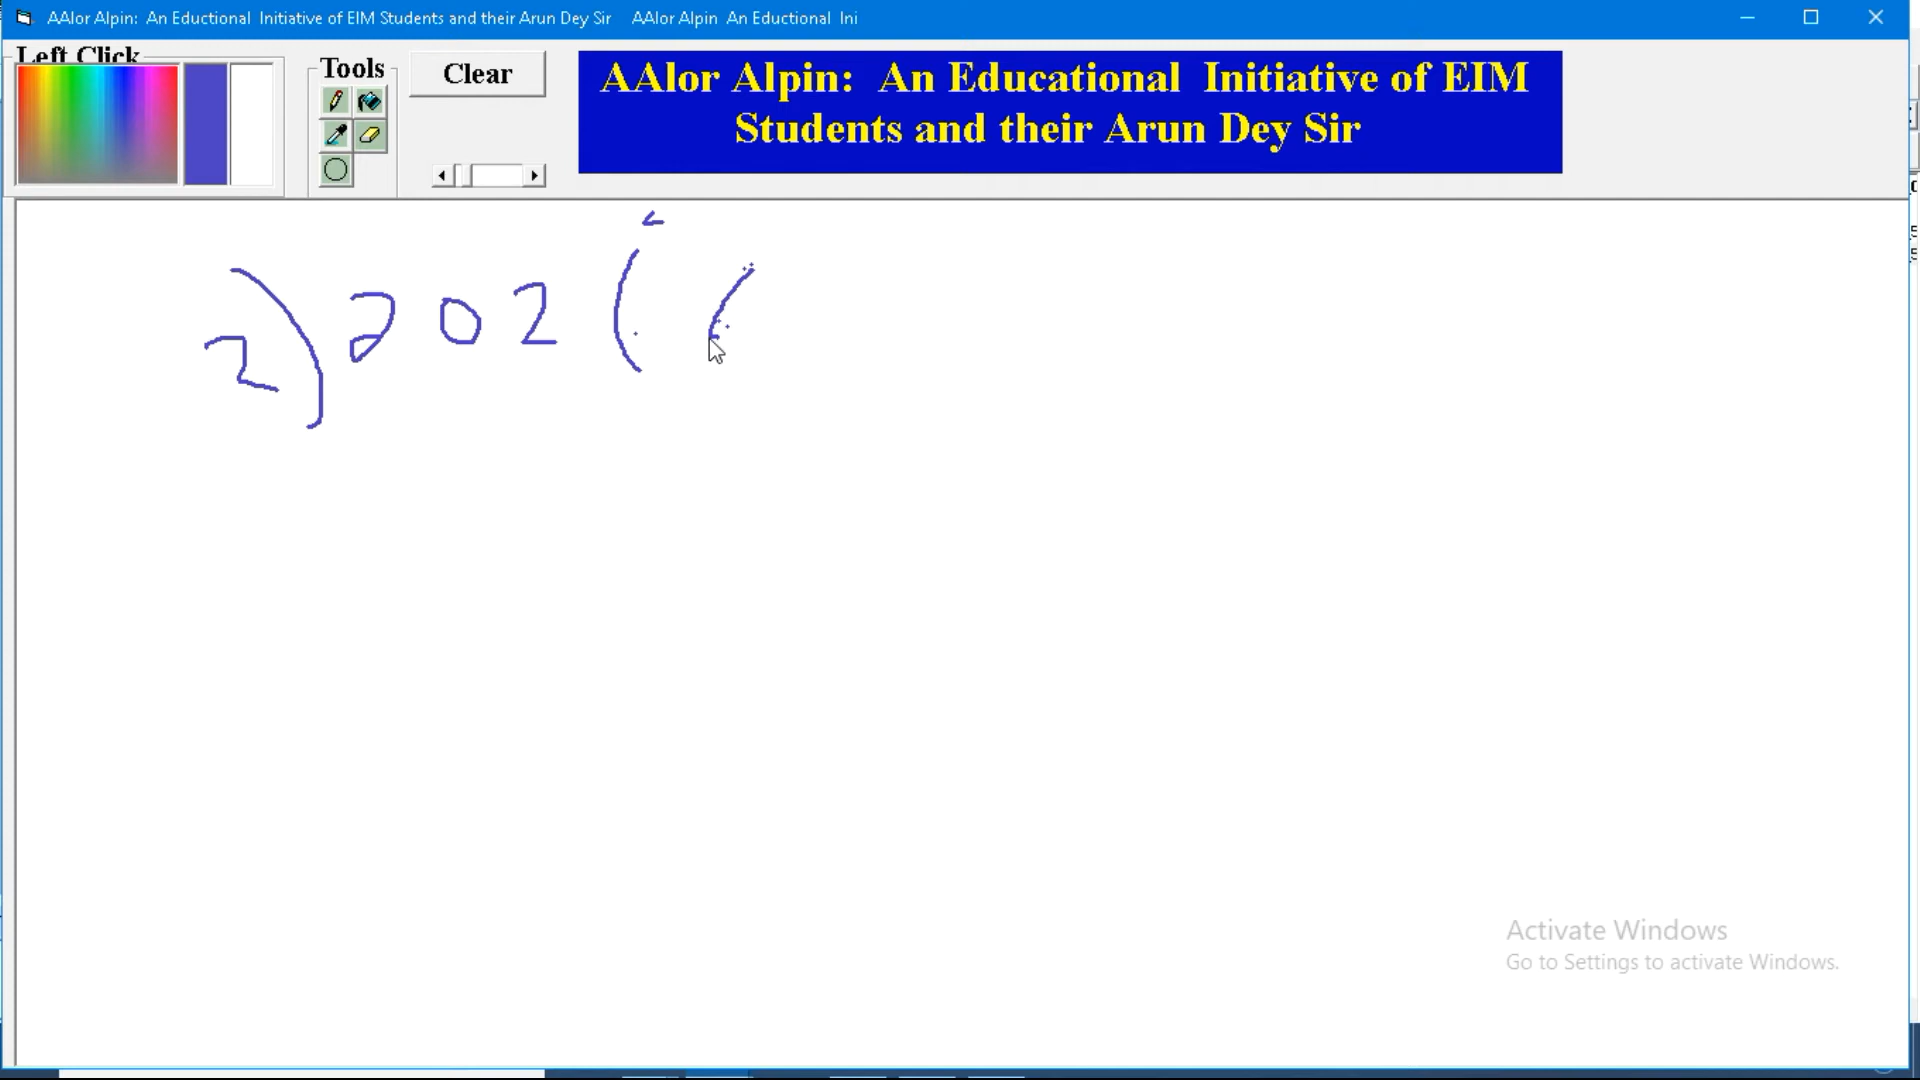 AAlor Alpin: An Eductional Initiative of EIM Students and their Arun Dey Sir AAlor Alpin An Eductional Ini
Left Click
Tools
Clear
AAlor Alpin: An Educational Initiative of EIM
Students and their Arun Dey Sir
2)202(
Activate Windows
Go to Settings to activate Windows.